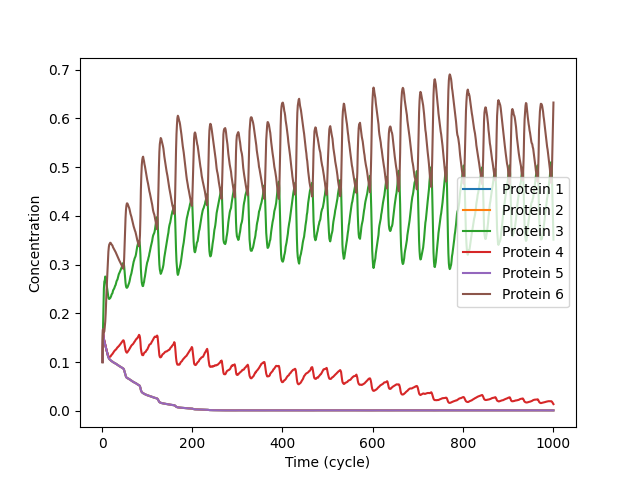 0.7
0.6
0.5
0.4
0.3
0.2
0.1
0.0
Concentration
0
200
400
600
800
1000
Time (cycle)
Protein 1
Protein 2
Protein 3
Protein 4
Protein 5
Protein 6